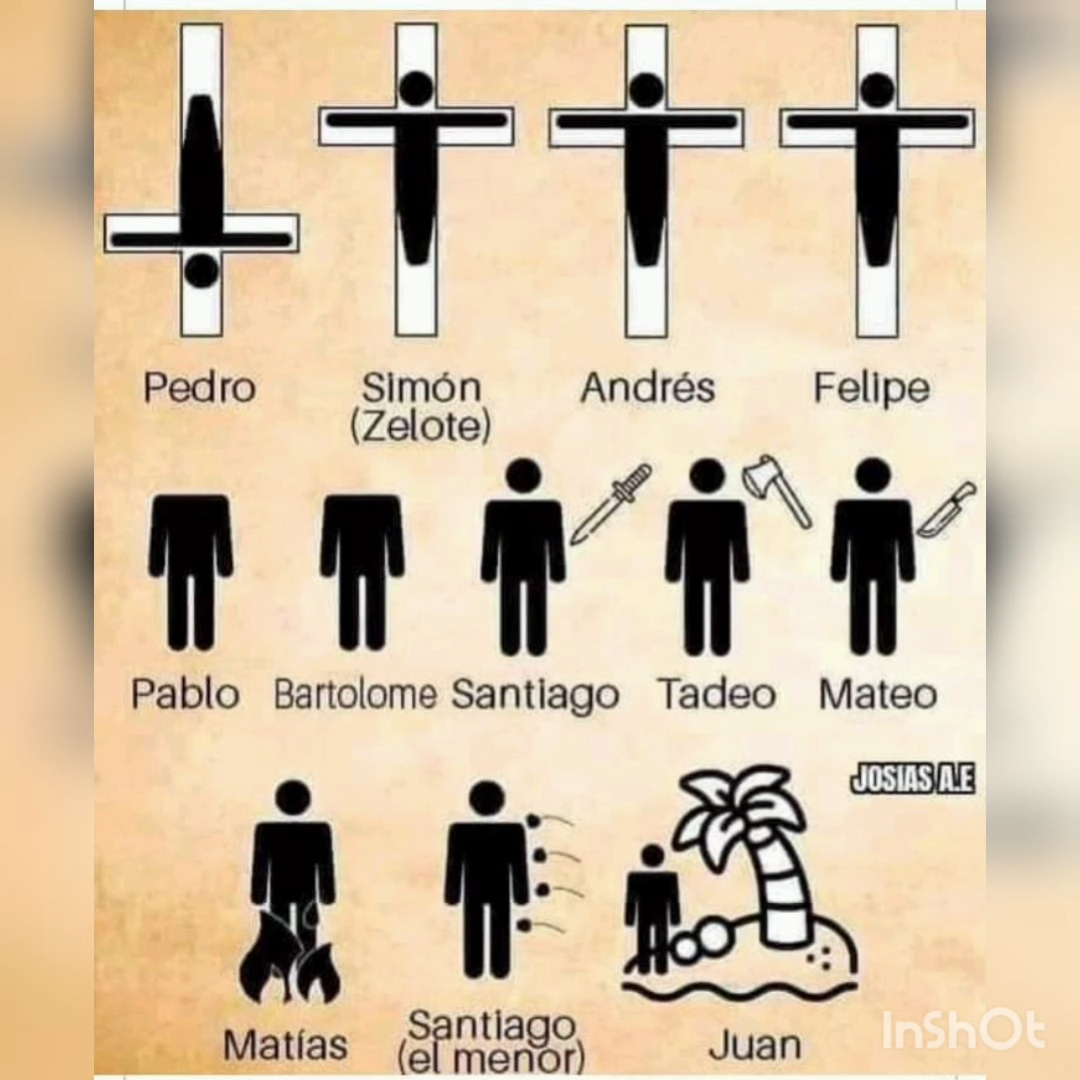 Pedro
Simón
(Zelote)
Andrés
Felipe
Pablo
Bartolome
Santiago
Tadeo
Mateo
JOSIAS A.E
Matías
Santiago
(el menor)
Juan
InShOt